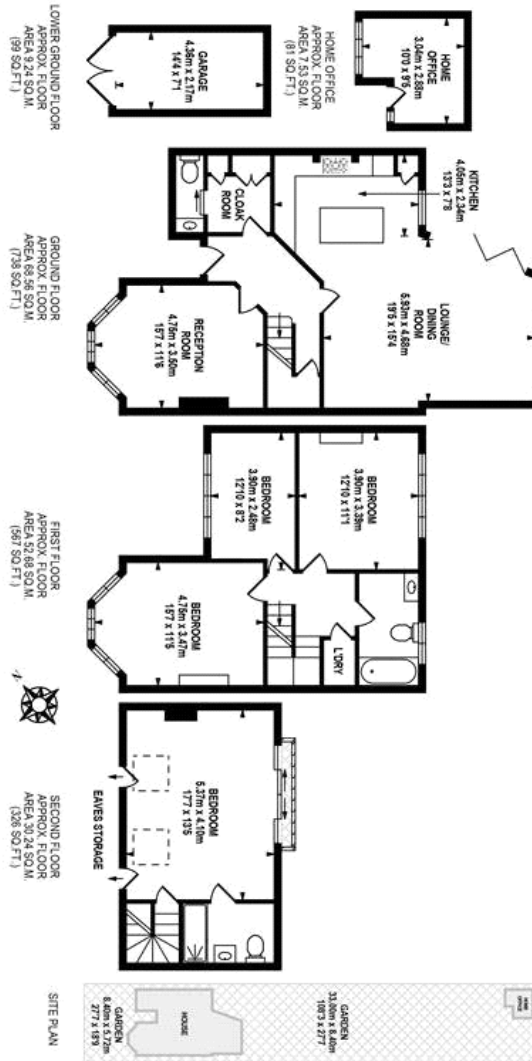 HOME
OFFICE
3.04m x 2.88m
10'0 x 9'5
HOME OFFICE
APPROX. FLOOR
AREA 7.53 SQ.M.
(81 SQ.FT.)
GARAGE
4.36m x 2.17m
14'4 x 7'1
LOWER GROUND FLOOR
APPROX. FLOOR
AREA 9.24 SQ.M.
(99 SQ.FT.)
KITCHEN
4.05m x 2.34m
13'3 x 7'8
LOUNGE/
DINING
ROOM
5.93m x 4.68m
19'5 x 15'4
CLOAK
ROOM
RECEPTION
ROOM
4.75m x 3.50m
15'7 x 11'6
GROUND FLOOR
APPROX. FLOOR
AREA 68.56 SQ.M.
(738 SQ.FT.)
BEDROOM
3.90m x 3.39m
12'10 x 11'1
BEDROOM
3.90m x 2.48m
12'10 x 8'2
L'DRY
BEDROOM
4.75m x 3.47m
15'7 x 11'5
FIRST FLOOR
APPROX. FLOOR
AREA 52.68 SQ.M.
(567 SQ.FT.)
N
BEDROOM
5.37m x 4.10m
17'7 x 13'5
EAVES STORAGE
SECOND FLOOR
APPROX. FLOOR
AREA 30.24 SQ.M.
(326 SQ.FT.)
HOME
OFFICE
GARDEN
33.00m x 8.40m
108'3 x 27'7
HOUSE
GARDEN
8.40m x 5.72m
27'7 x 18'9
SITE PLAN